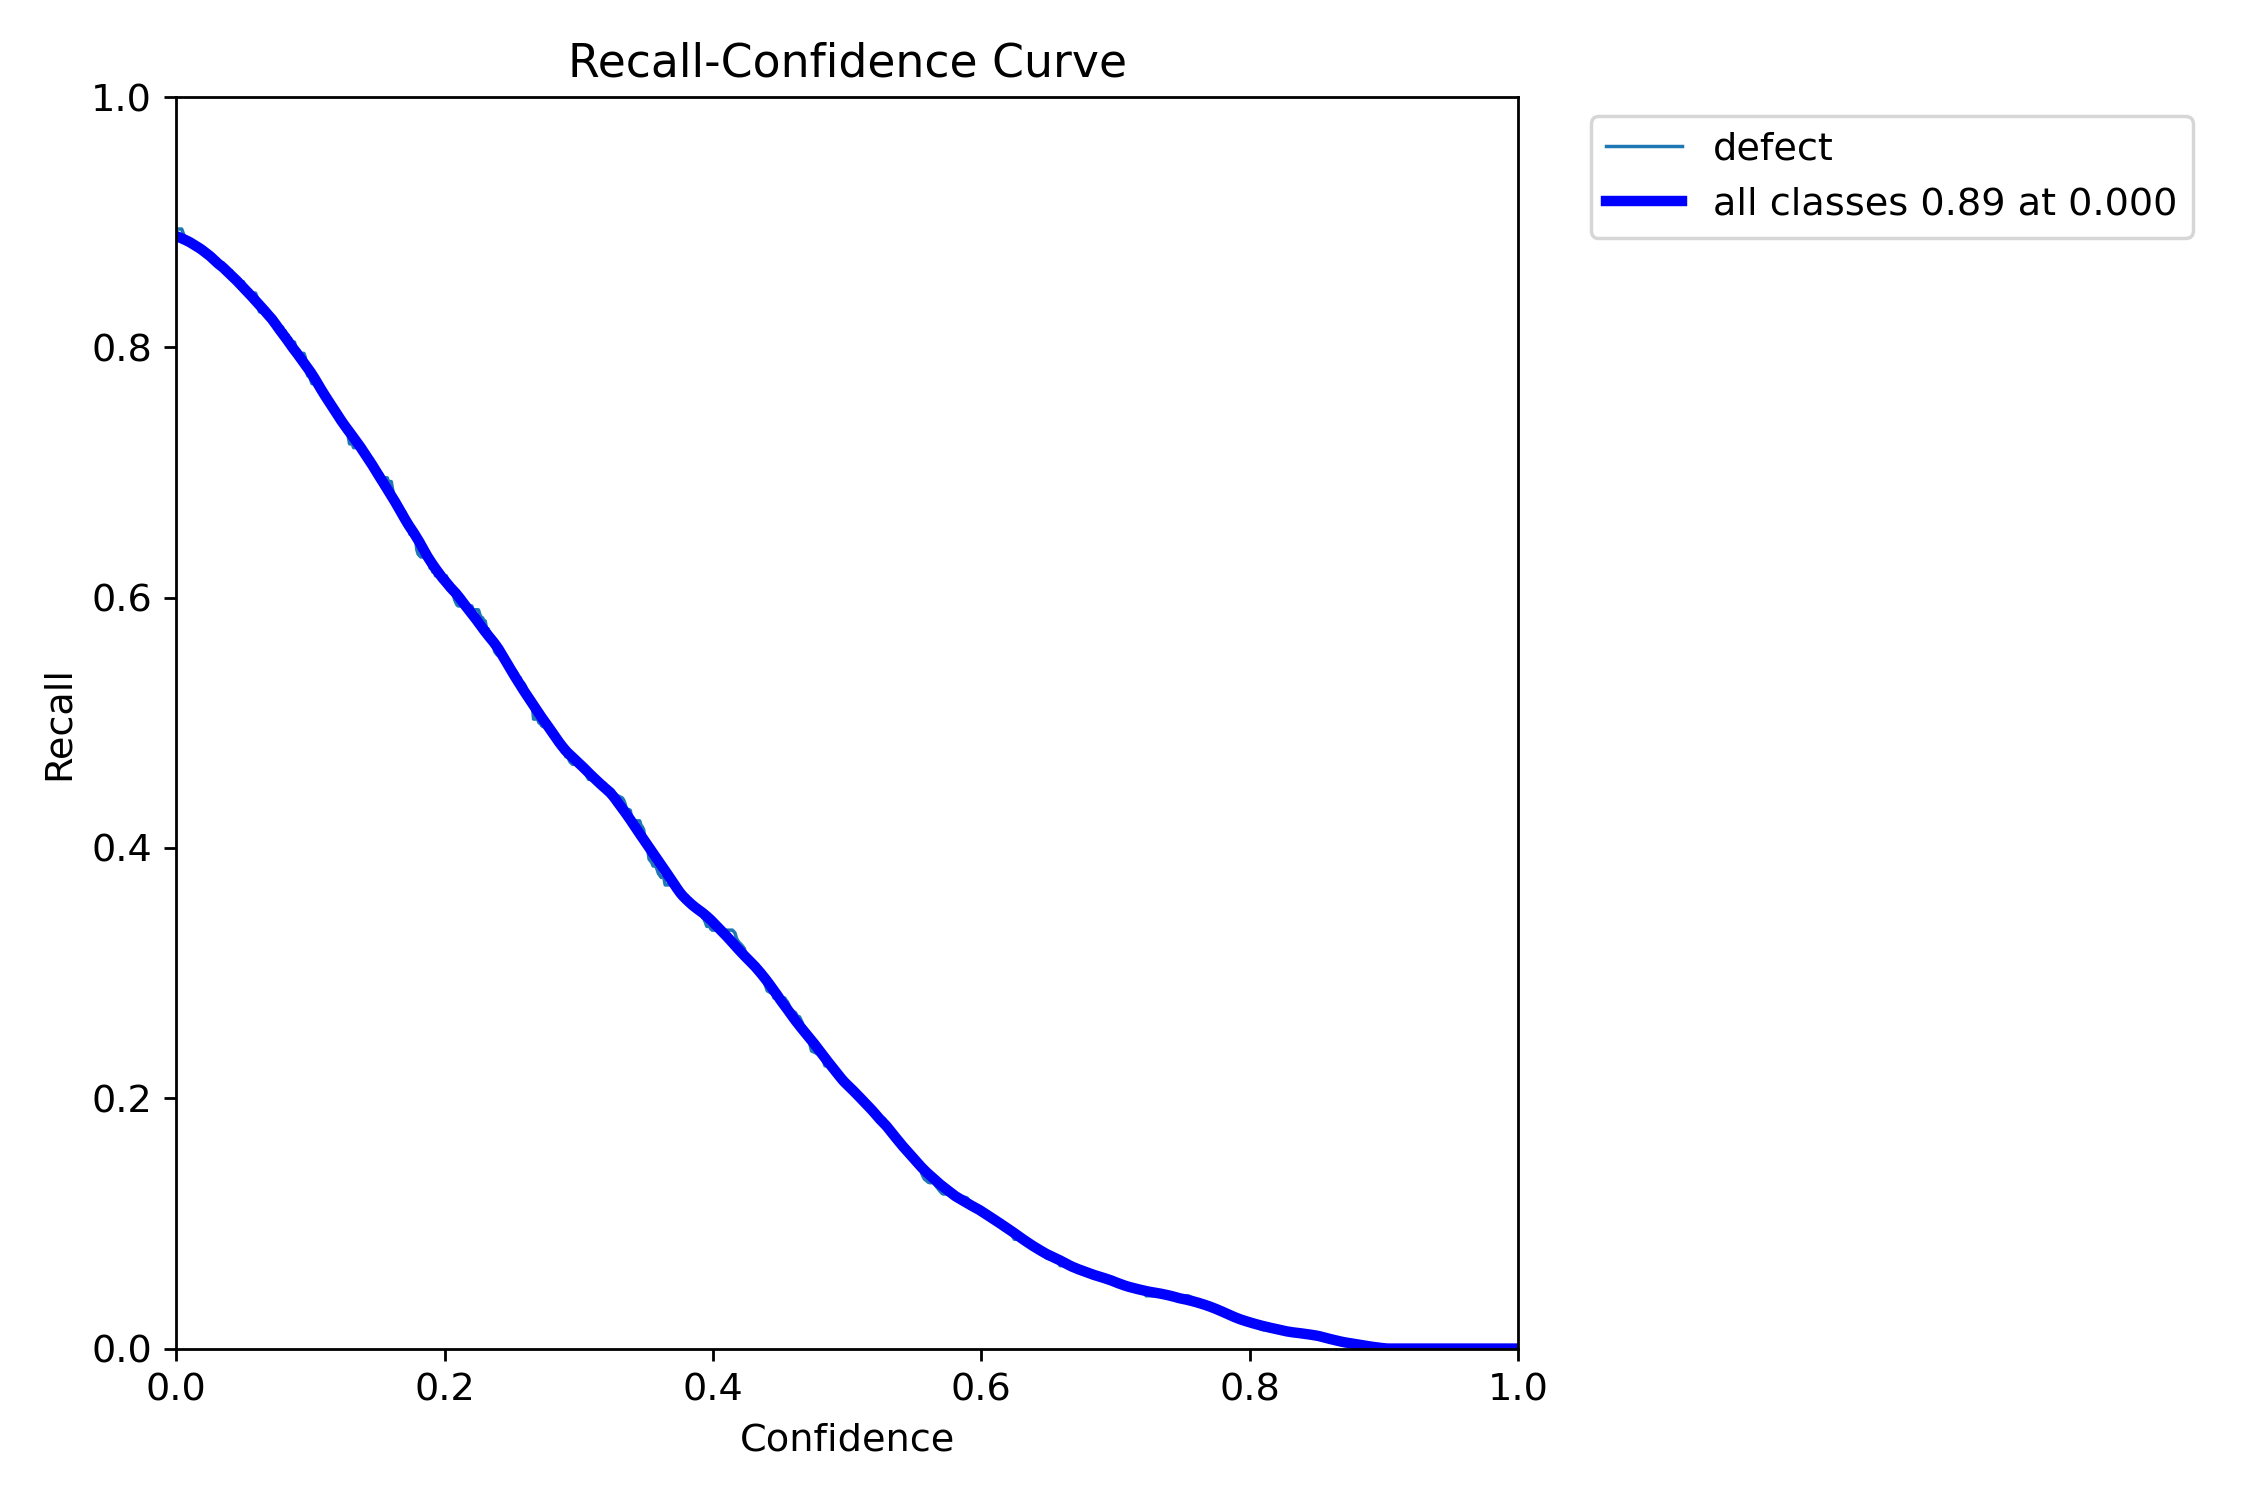 Recall-Confidence Curve
1.0
0.8
0.6
0.4
0.2
0.0
Recall
0.0 0.2 0.4 0.6 0.8 1.0
Confidence
defect
all classes 0.89 at 0.000